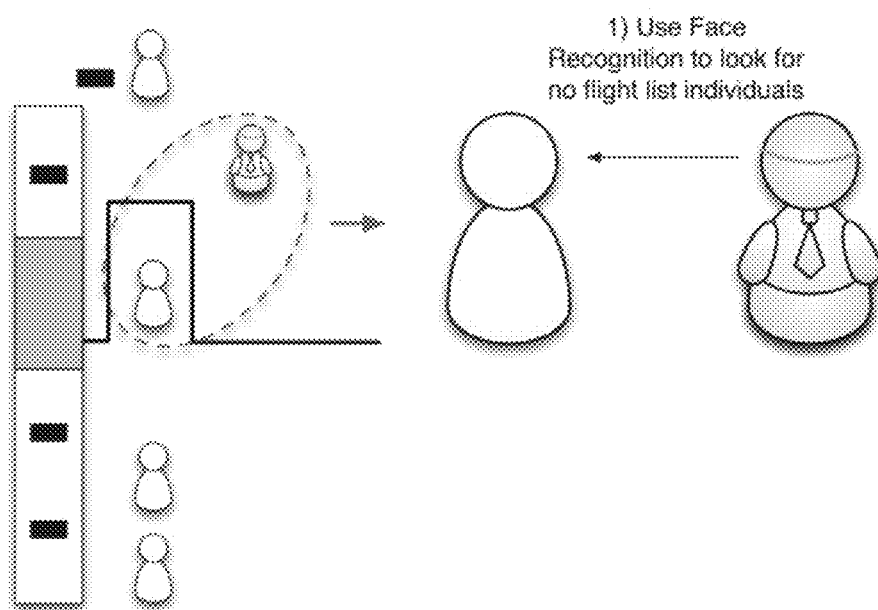 1) Use Face
Recognition to look for
no flight list individuals